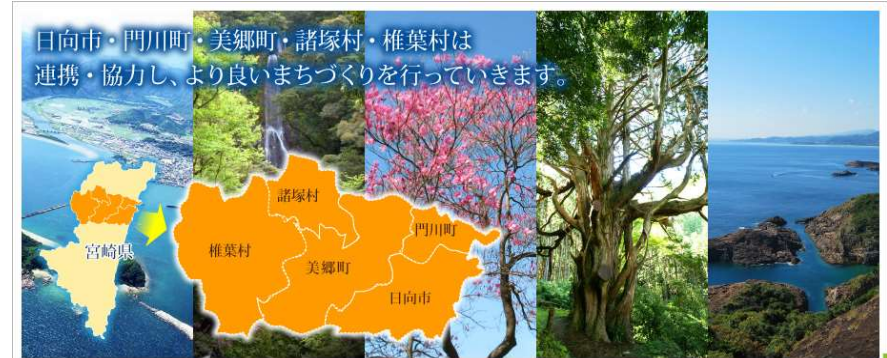 日向市・門川町・美郷町・諸塚村・椎葉村は
連携・協力し、より良いまちづくりを行っていきます。
諸塚村
門川町
椎葉村
宮崎県
美郷町
日向市